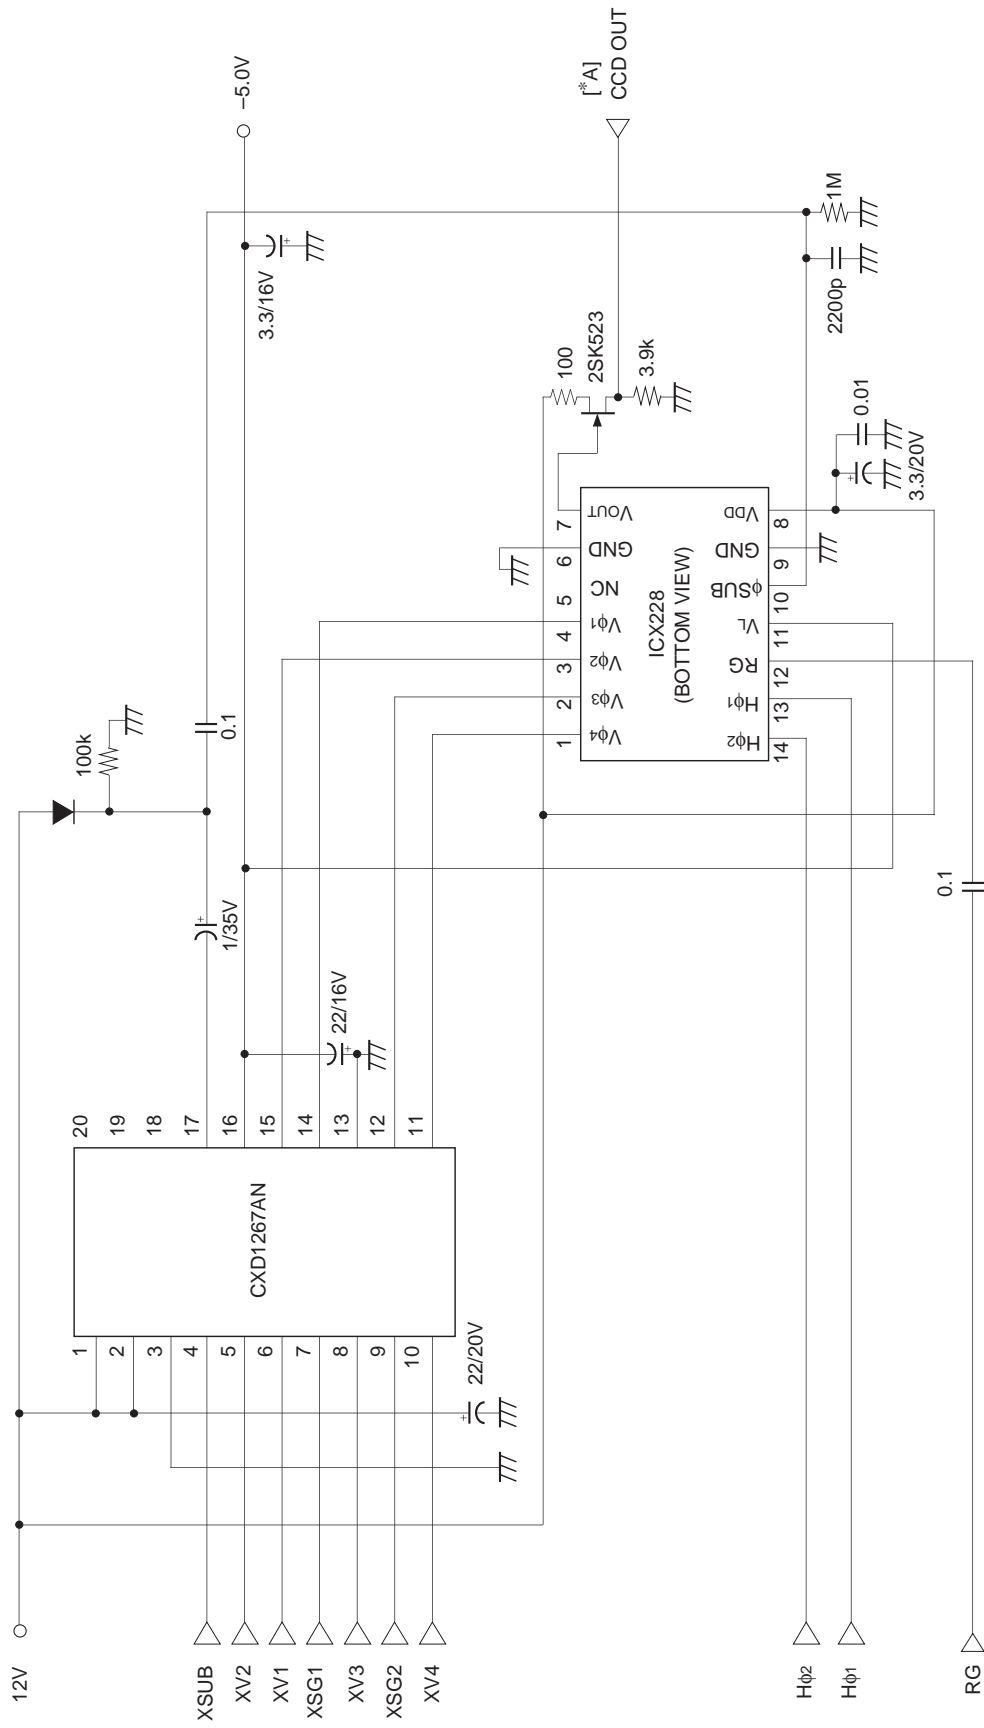 12V
XSUB
XV2
XV1
XSG1
XV3
XSG2
XV4
Hϕ2
Hϕ1
RG
22/20V
1
2
3
4
5
6
7
8
9
10
CXD1267AN
20
19
18
17
16
15
14
13
12
11
22/16V
1/35V
100k
0.1
0.1
ICX228
(BOTTOM VIEW)
1
2
3
4
5
6
7
Vϕ4
Vϕ3
Vϕ2
Vϕ1
NC
GND
VOUT
Hϕ2
Hϕ1
RG
VL
ϕSUB
GND
VDD
14
13
12
11
10
9
8
100
2SK523
3.9k
3.3/20V
0.01
2200p
1M
3.3/16V
–5.0V
[*A]
CCD OUT